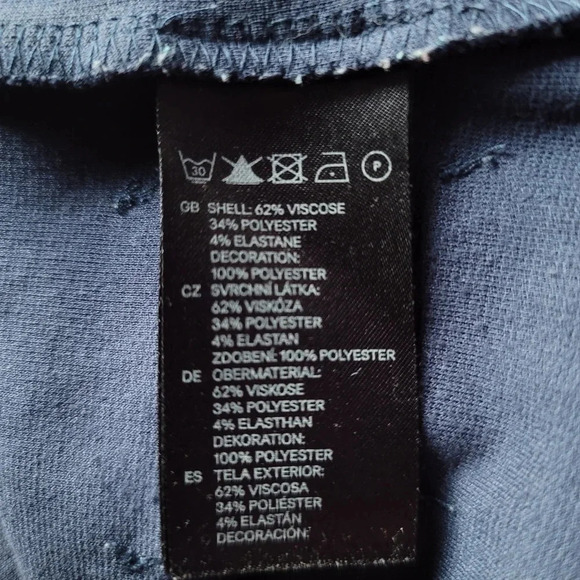 30
P
GB SHELL: 62% VISCOSE
34% POLYESTER
4% ELASTANE
DECORATION:
100% POLYESTER
CZ SVRCHNÍ LÁTKA:
62% VISKÓZA
34% POLYESTER
4% ELASTAN
ZDOBENÍ: 100% POLYESTER
DE OBERMATERIAL:
62% VISKOSE
34% POLYESTER
4% ELASTHAN
DEKORATION:
100% POLYESTER
ES TELA EXTERIOR:
62% VISCOSA
34% POLIÉSTER
4% ELASTÁN
DECORACIÓN: